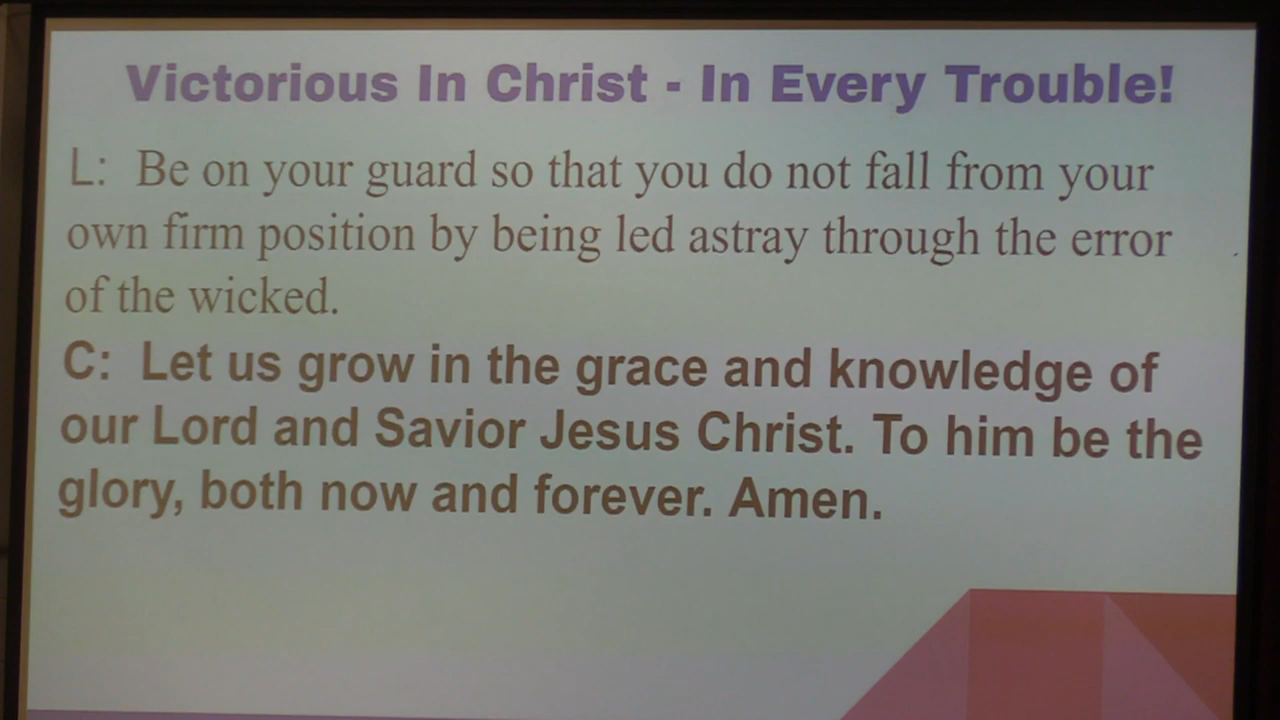 Victorious In Christ - In Every Trouble!
L: Be on your guard so that you do not fall from your
own firm position by being led astray through the error
of the wicked.
C: Let us grow in the grace and knowledge of
our Lord and Savior Jesus Christ. To him be the
glory, both now and forever. Amen.